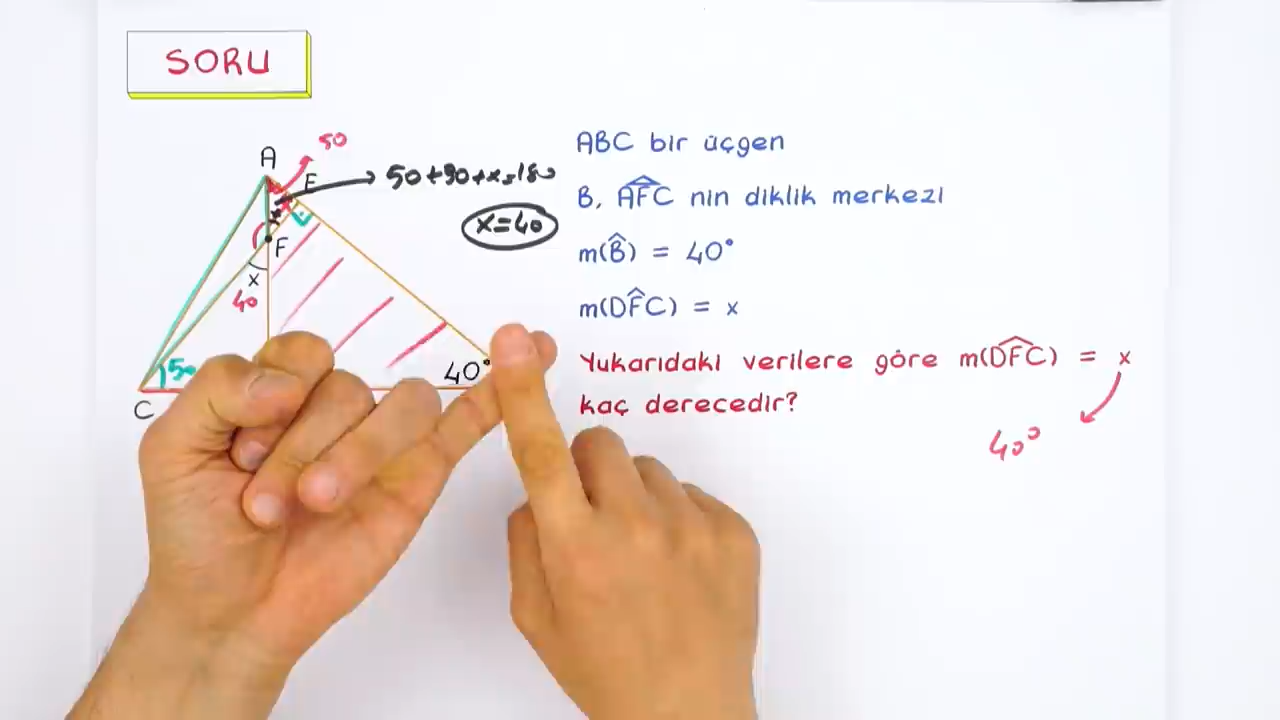 SORU
50
A
E
50+90+x=180
x=40
F
x
40
50
40°
C
ABC bir üçgen
B, AFC nin diklik merkezi
m(B) = 40°
m(DFC) = x
Yukarıdaki verilere göre m(DFC) = x
kaç derecedir?
40°